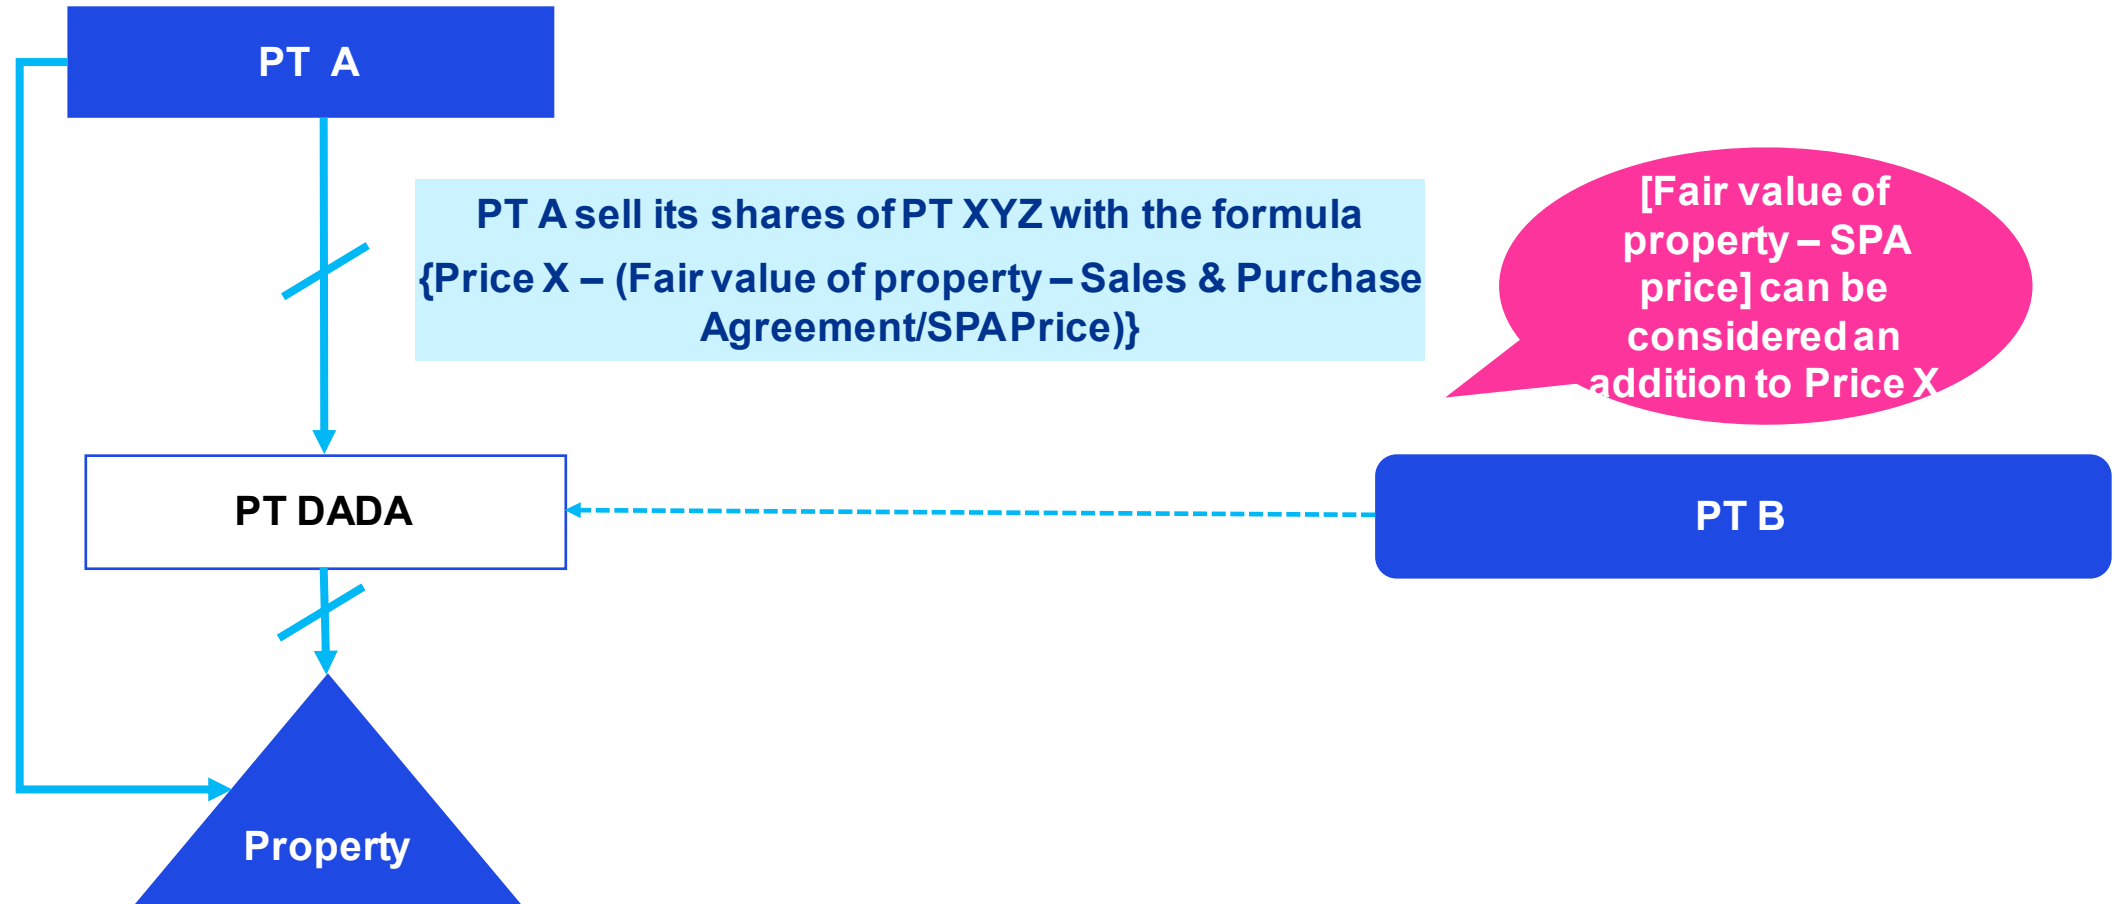 PT A
PT A sell its shares of PT XYZ with the formula
{Price X – (Fair value of property – Sales & Purchase
Agreement/SPA Price)}
[Fair value of
property – SPA
price] can be
considered an
addition to Price X
PT DADA
PT B
Property